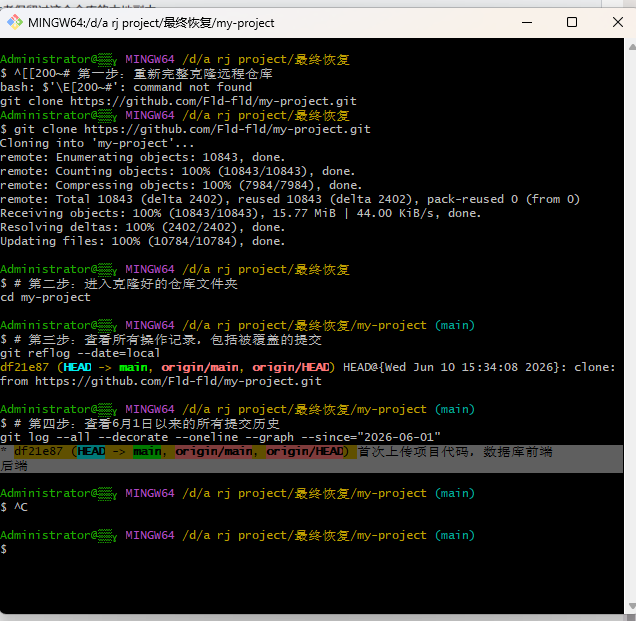 MINGW64:/d/a rj project/最终恢复/my-project
Administrator@ MINGW64 /d/a rj project/最终恢复
$ ^[[200~# 第一步：重新完整克隆远程仓库
bash: $'\E[200~#': command not found
git clone https://github.com/Fld-fld/my-project.git
Administrator@ MINGW64 /d/a rj project/最终恢复
$ git clone https://github.com/Fld-fld/my-project.git
Cloning into 'my-project'...
remote: Enumerating objects: 10843, done.
remote: Counting objects: 100% (10843/10843), done.
remote: Compressing objects: 100% (7984/7984), done.
remote: Total 10843 (delta 2402), reused 10843 (delta 2402), pack-reused 0 (from 0)
Receiving objects: 100% (10843/10843), 15.77 MiB | 44.00 KiB/s, done.
Resolving deltas: 100% (2402/2402), done.
Updating files: 100% (10784/10784), done.
Administrator@ MINGW64 /d/a rj project/最终恢复
$ # 第二步：进入克隆好的仓库文件夹
cd my-project
Administrator@ MINGW64 /d/a rj project/最终恢复/my-project (main)
$ # 第三步：查看所有操作记录，包括被覆盖的提交
git reflog --date=local
df21e87 (HEAD -> main, origin/main, origin/HEAD) HEAD@{Wed Jun 10 15:34:08 2026}: clone:
from https://github.com/Fld-fld/my-project.git
Administrator@ MINGW64 /d/a rj project/最终恢复/my-project (main)
$ # 第四步：查看6月1日以来的所有提交历史
git log --all --decorate --oneline --graph --since="2026-06-01"
* df21e87 (HEAD -> main, origin/main, origin/HEAD) 首次上传项目代码，数据库前端
后端
Administrator@ MINGW64 /d/a rj project/最终恢复/my-project (main)
$ ^C
Administrator@ MINGW64 /d/a rj project/最终恢复/my-project (main)
$